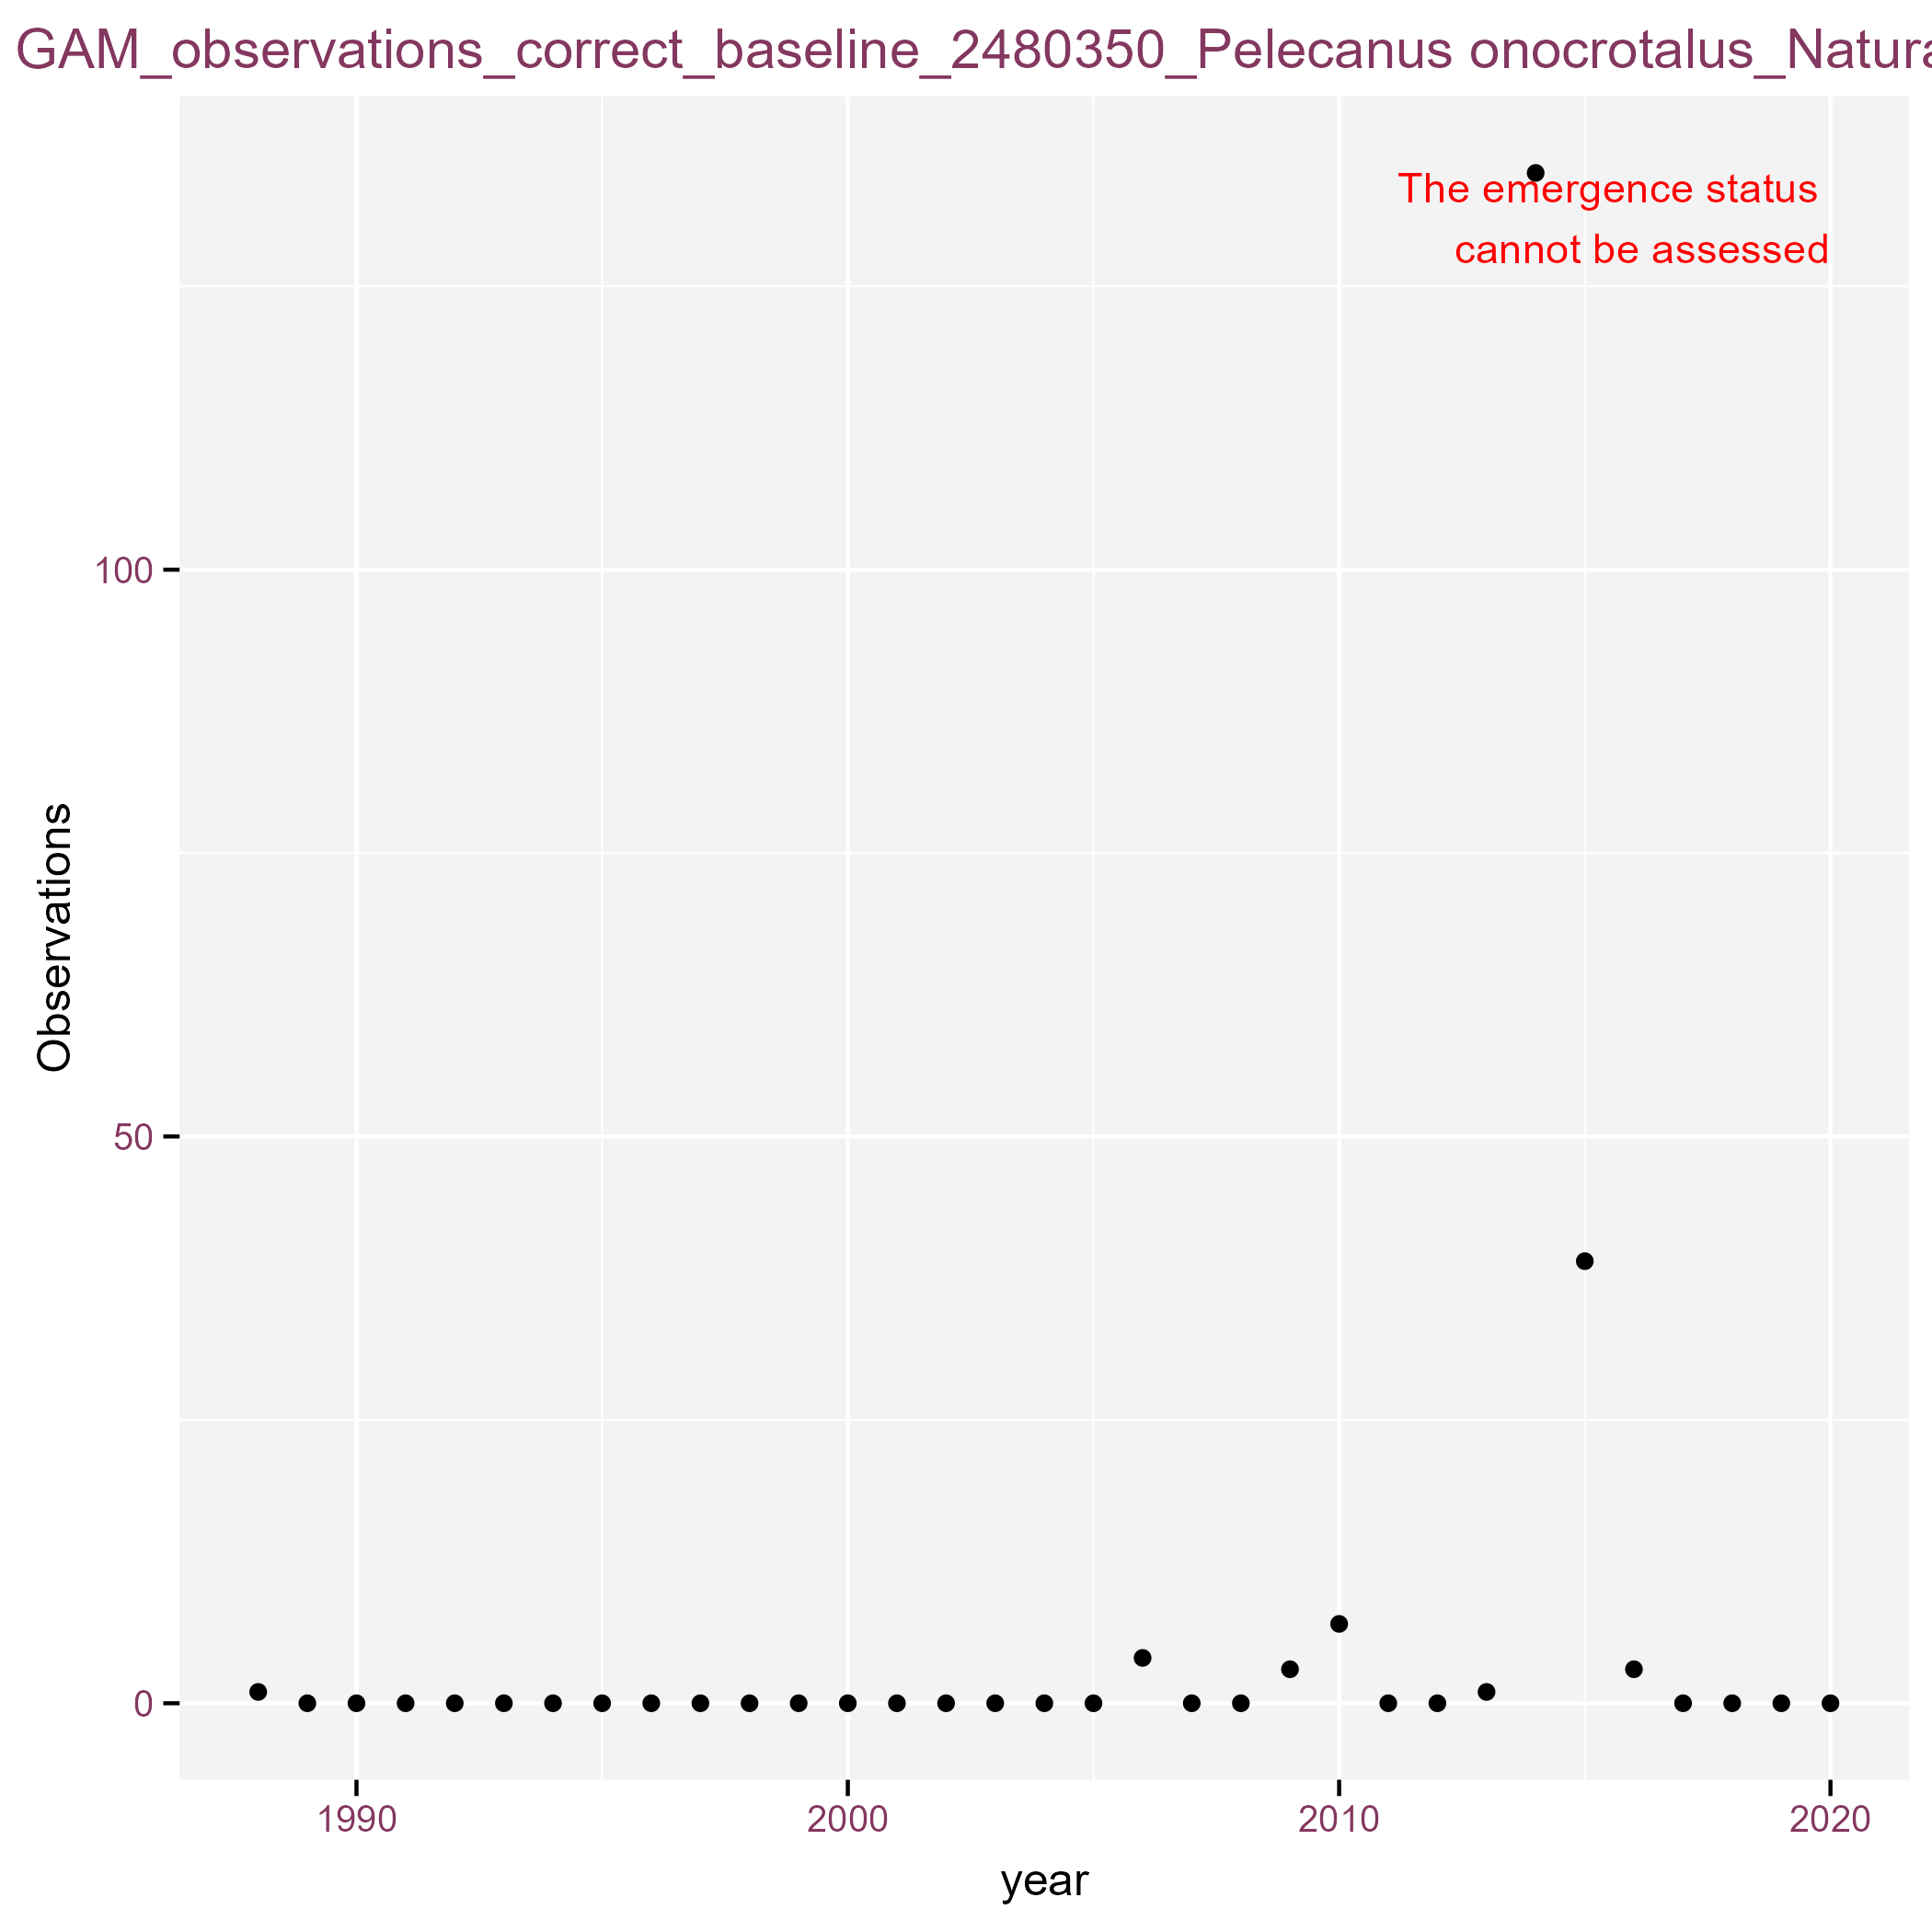 GAM_observations_correct_baseline_2480350_Pelecanus onocrotalus_Natura
The emergence status
cannot be assessed
Observations
100
50
0
1990 2000 2010 2020
year